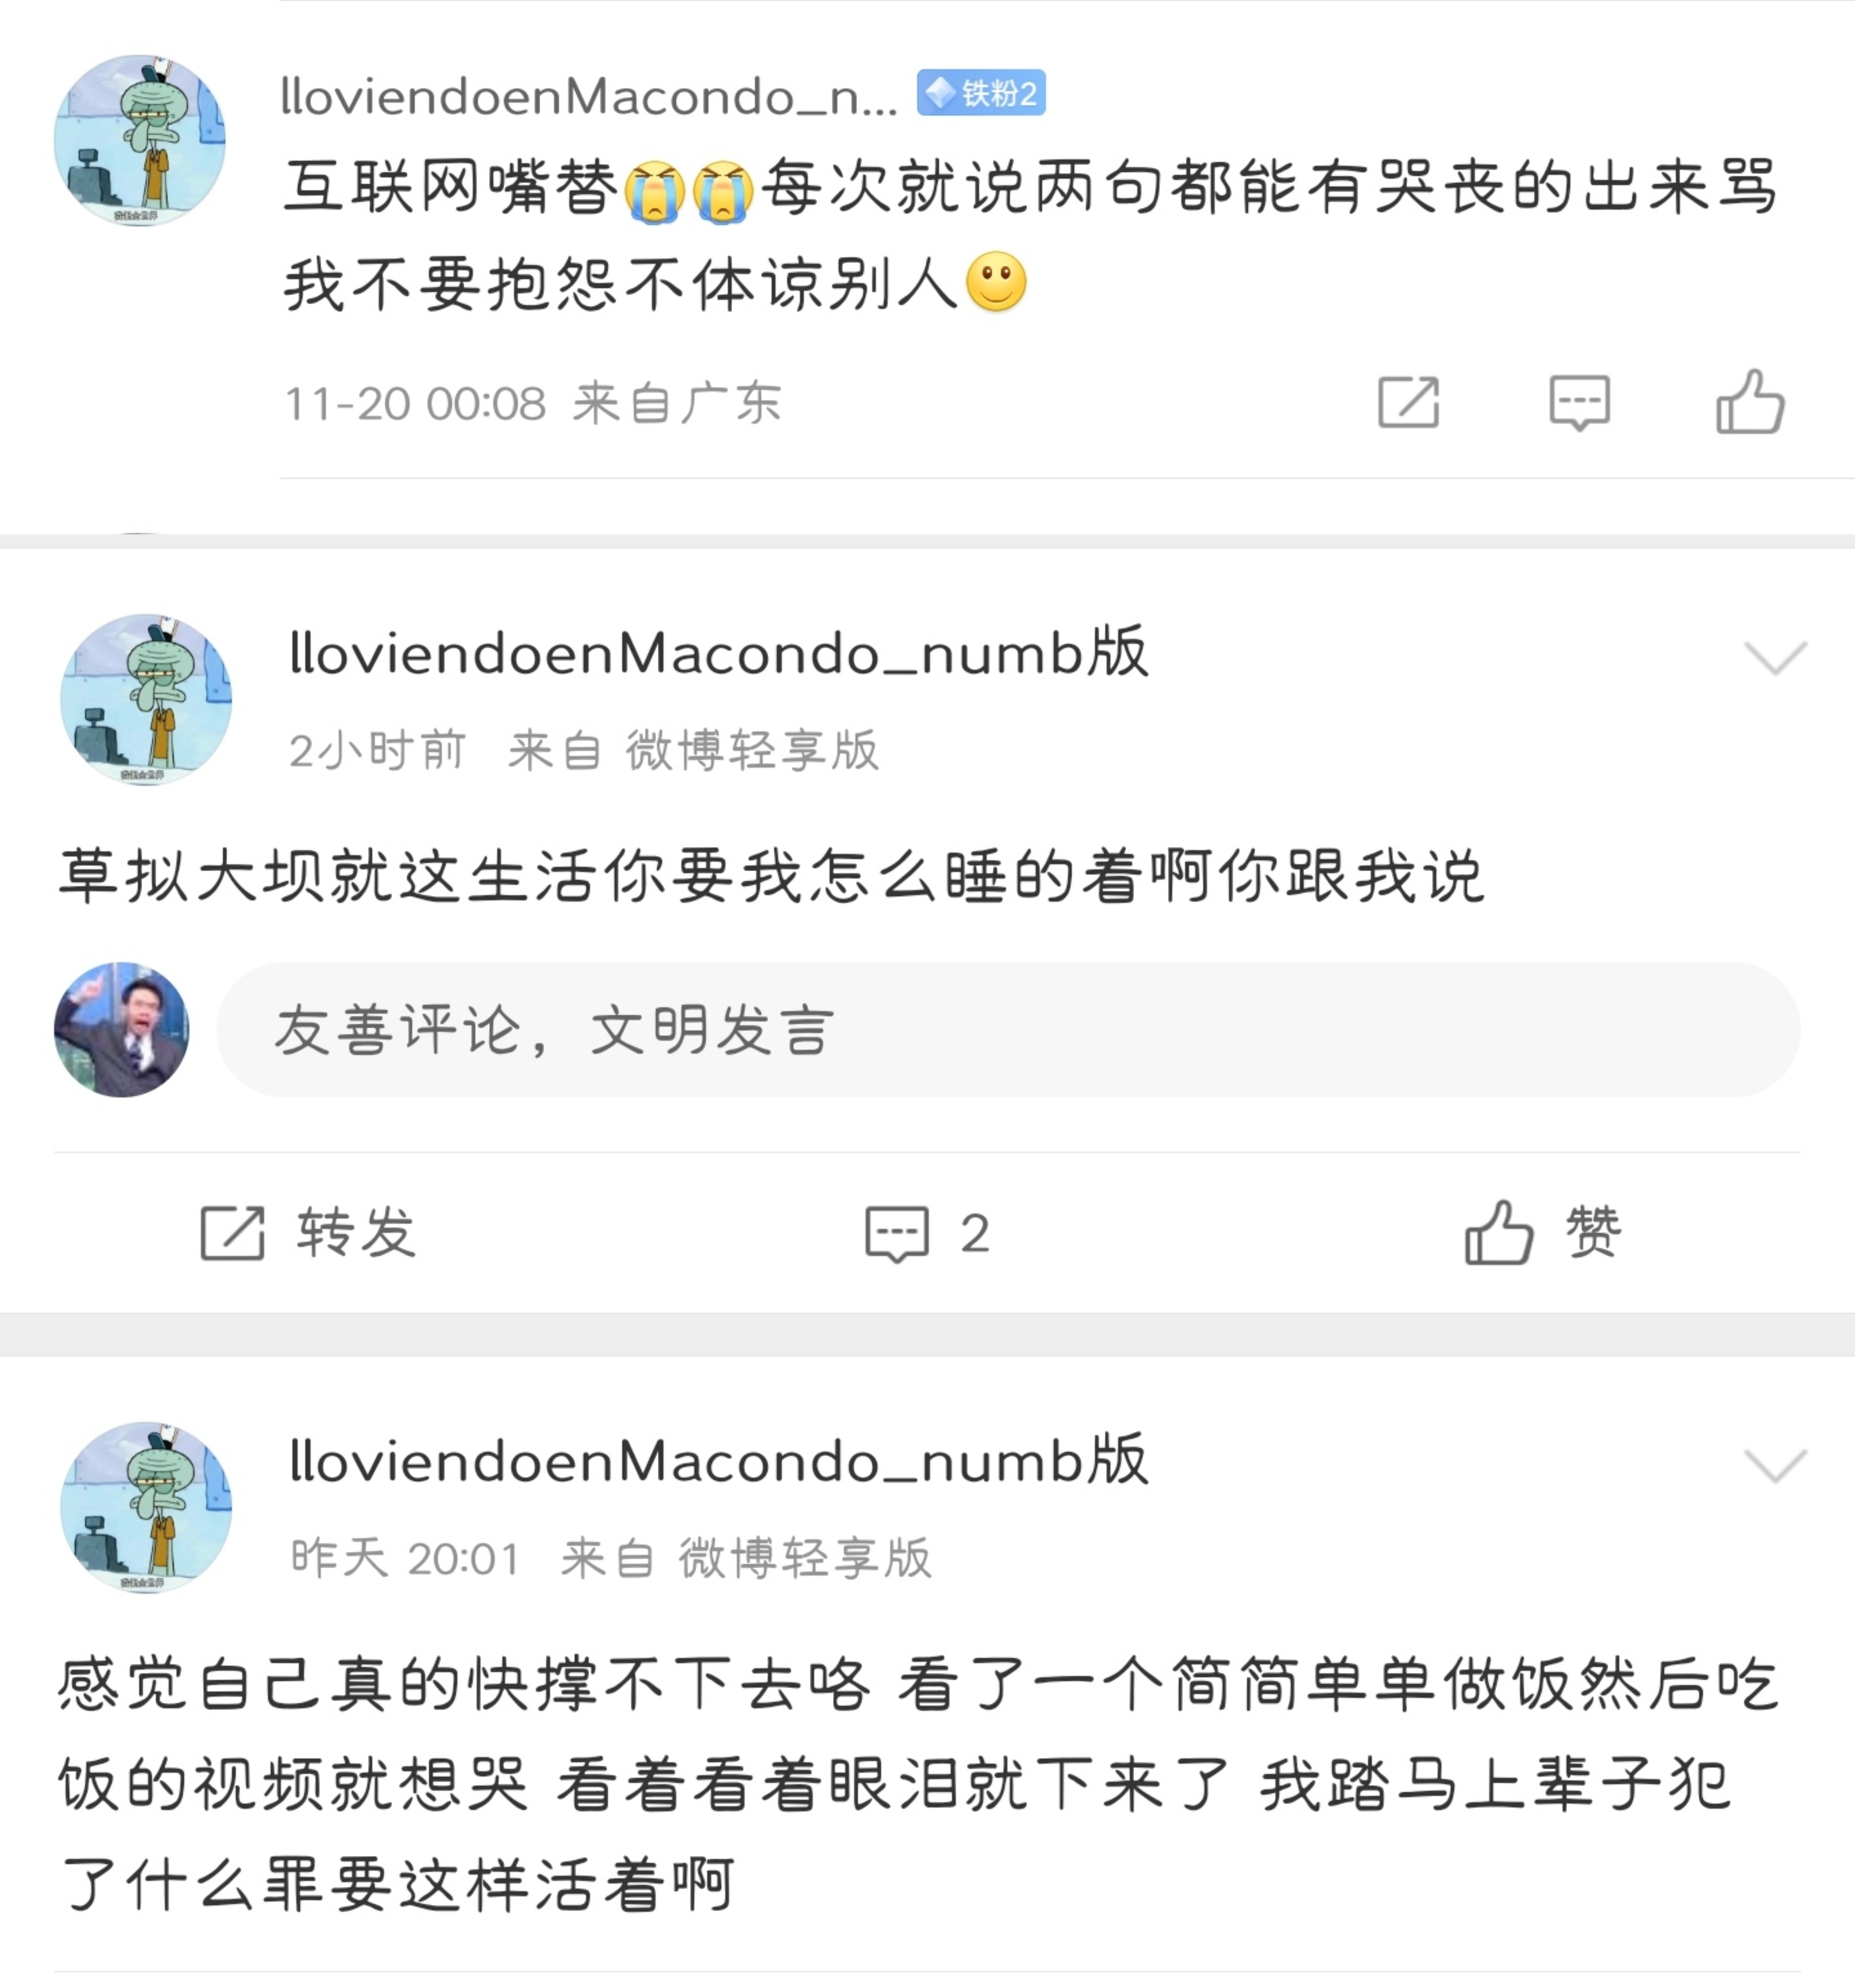 lloviendoenMacondo_n... 铁粉2
互联网嘴替😭😭每次就说两句都能有哭丧的出来骂
我不要抱怨不体谅别人🙂
11-20 00:08 来自广东
lloviendoenMacondo_numb版
2小时前 来自 微博轻享版
草拟大坝就这生活你要我怎么睡的着啊你跟我说
友善评论，文明发言
转发 2 赞
lloviendoenMacondo_numb版
昨天 20:01 来自 微博轻享版
感觉自己真的快撑不下去咯 看了一个简简单单做饭然后吃
饭的视频就想哭 看着看着眼泪就下来了 我踏马上辈子犯
了什么罪要这样活着啊